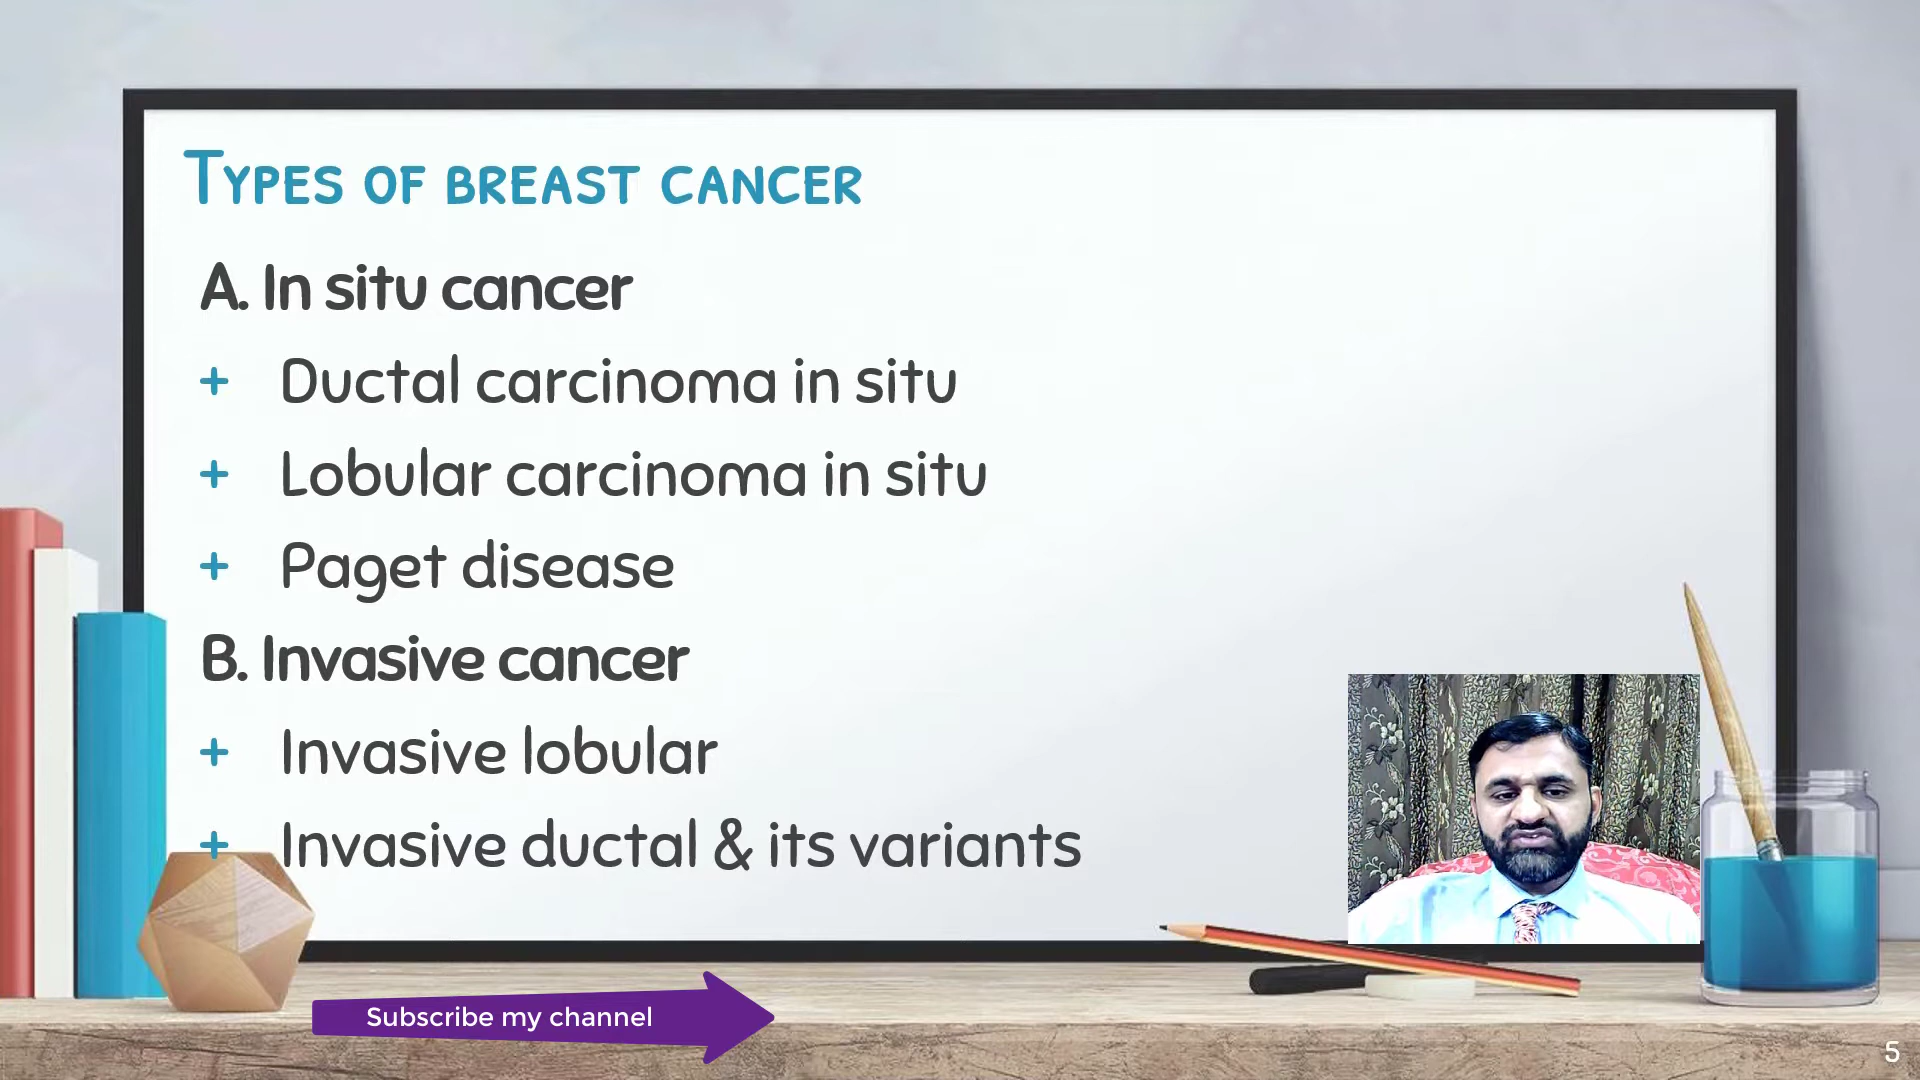 Types of breast cancer
A. In situ cancer
+ Ductal carcinoma in situ
+ Lobular carcinoma in situ
+ Paget disease
B. Invasive cancer
+ Invasive lobular
+ Invasive ductal & its variants
Subscribe my channel
5